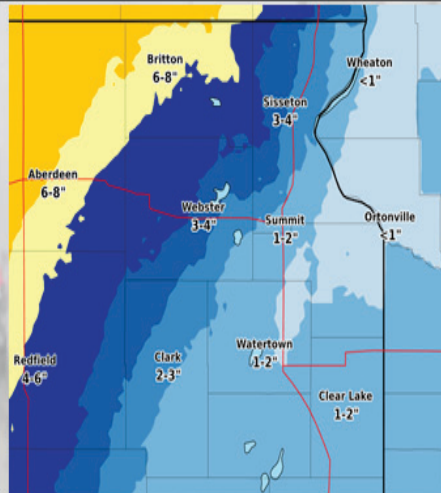 Britton
6-8"
Wheaton
<1"
Sisseton
3-4"
Aberdeen
6-8"
Webster
3-4"
Summit
1-2"
Ortonville
<1"
Redfield
4-6"
Clark
2-3"
Watertown
1-2"
Clear Lake
1-2"